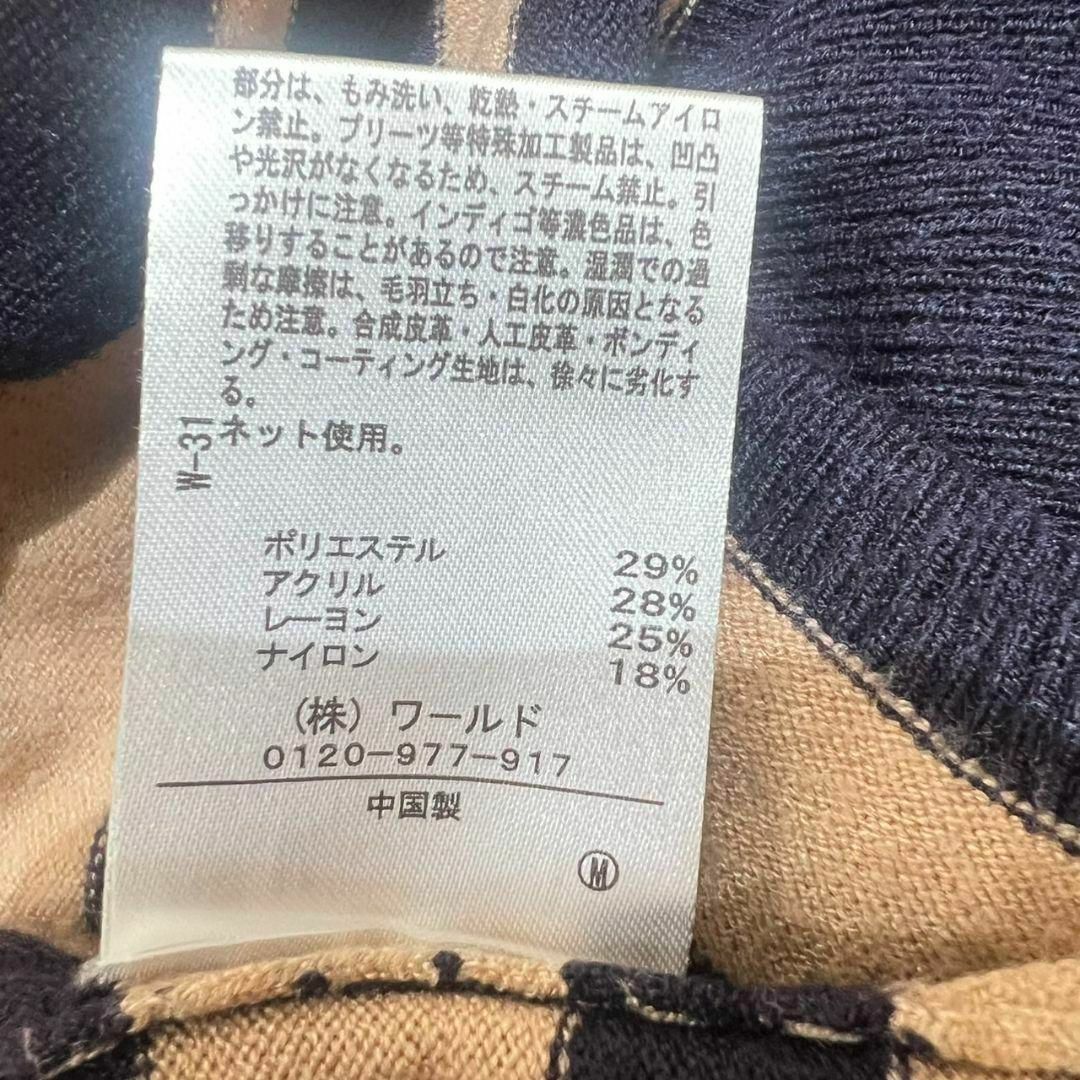 部分は、もみ洗い、乾熱・スチームアイロ
ン禁止。プリーツ等特殊加工製品は、凹凸
や光沢がなくなるため、スチーム禁止。引
っかけに注意。インディゴ等濃色品は、色
移りすることがあるので注意。湿潤での過
剰な摩擦は、毛羽立ち・白化の原因となる
ため注意。合成皮革・人工皮革・ボンディ
ング・コーティング生地は、徐々に劣化す
る。
ネット使用。
W-31
ポリエステル 29%
アクリル 28%
レーヨン 25%
ナイロン 18%
(株) ワールド
0120-977-917
中国製
M